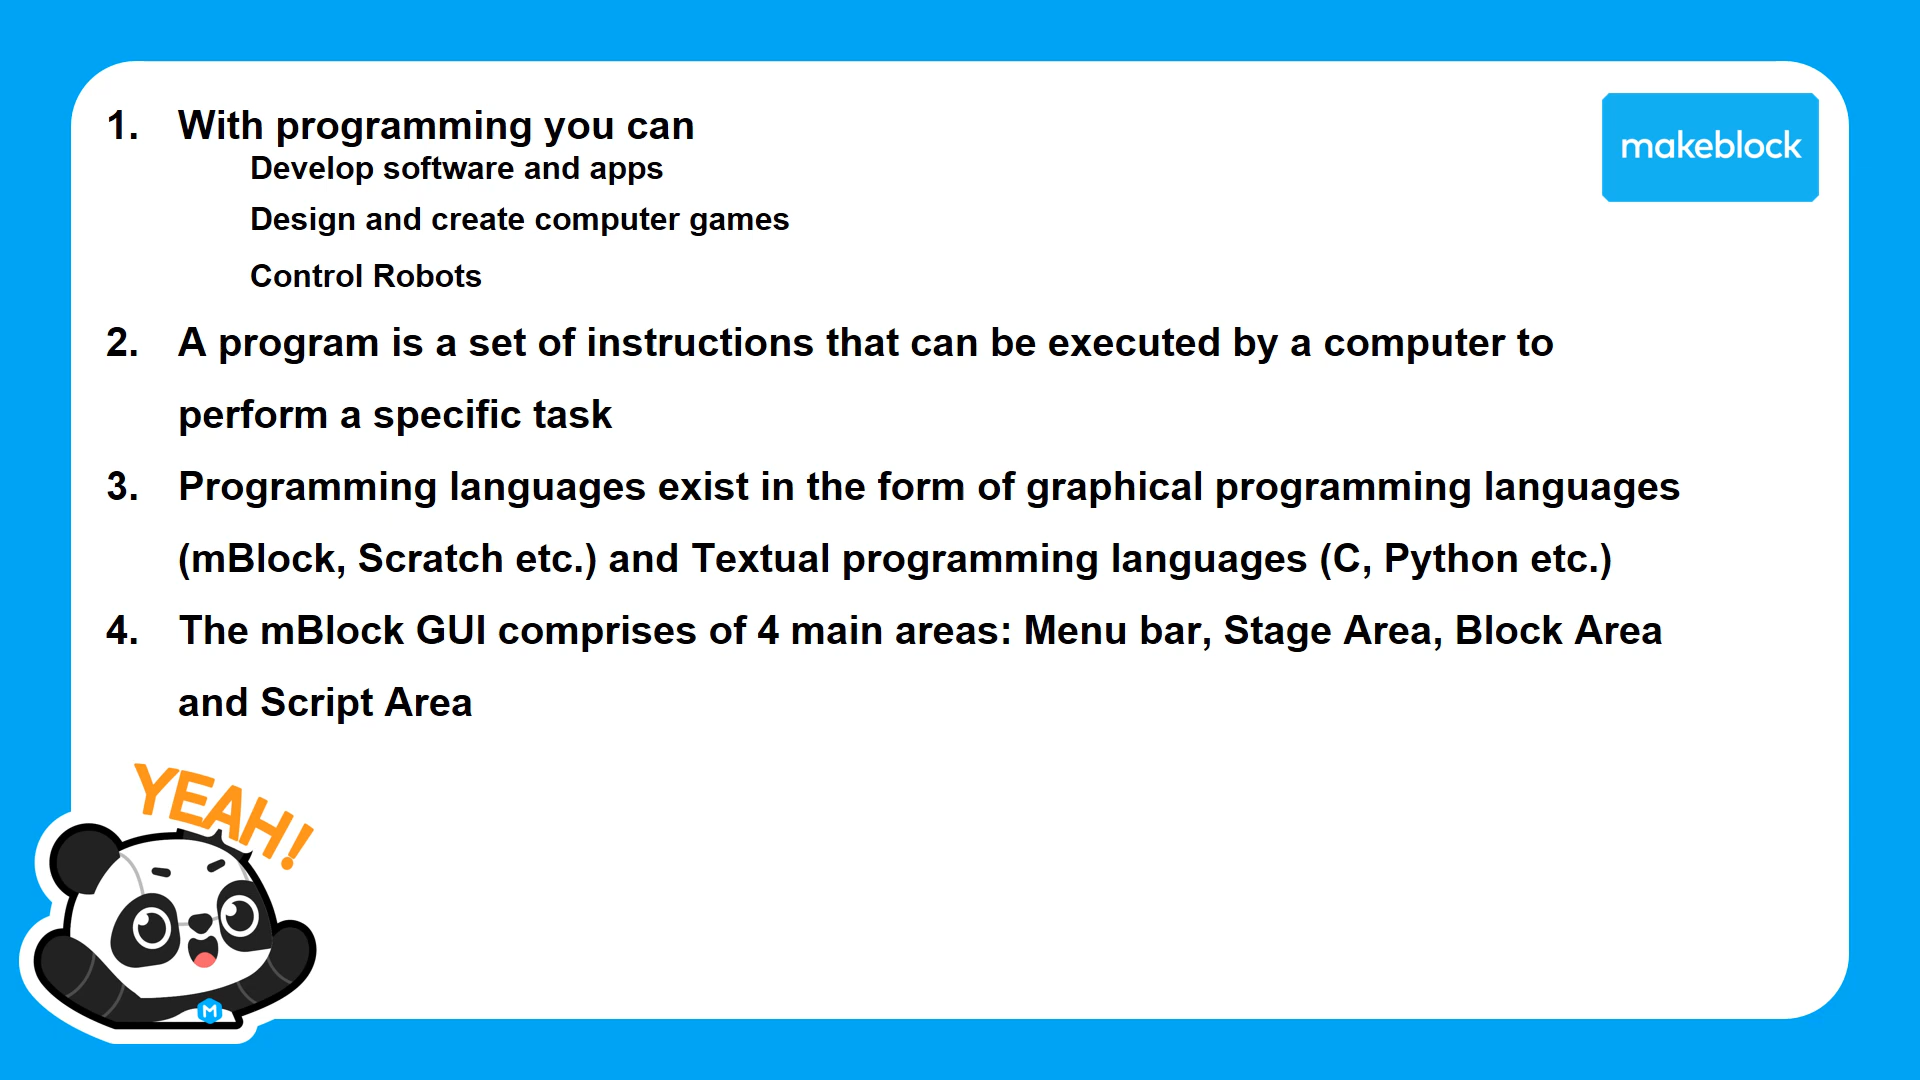 makeblock
1. With programming you can
Develop software and apps
Design and create computer games
Control Robots
2. A program is a set of instructions that can be executed by a computer to
perform a specific task
3. Programming languages exist in the form of graphical programming languages
(mBlock, Scratch etc.) and Textual programming languages (C, Python etc.)
4. The mBlock GUI comprises of 4 main areas: Menu bar, Stage Area, Block Area
and Script Area
YEAH!
M